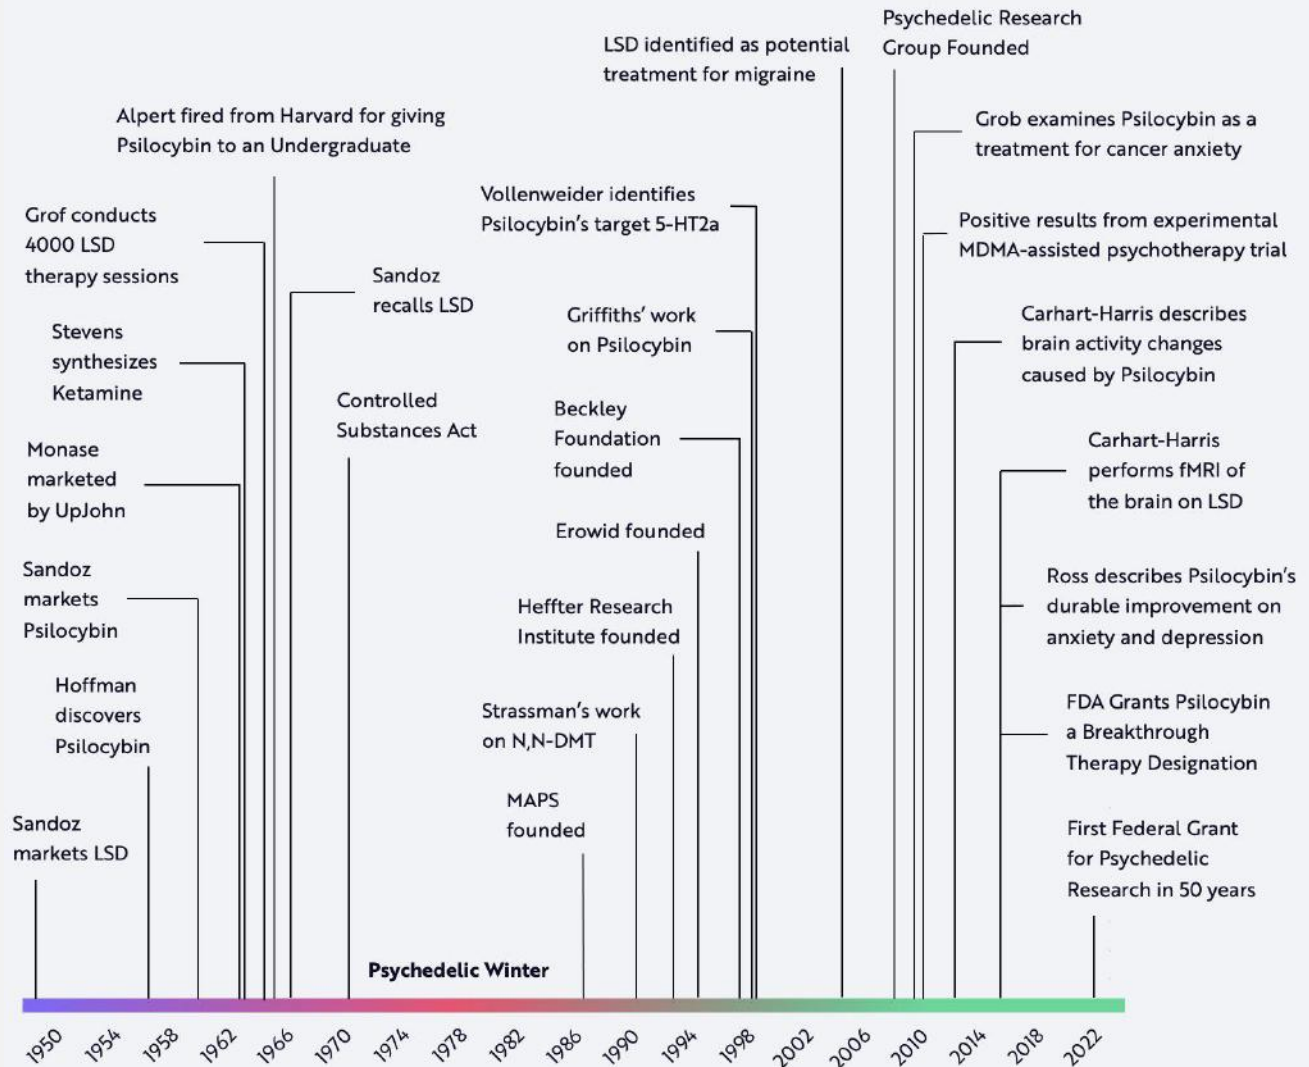 Psychedelic Research
Group Founded
LSD identified as potential
treatment for migraine
Alpert fired from Harvard for giving
Psilocybin to an Undergraduate
Grob examines Psilocybin as a
treatment for cancer anxiety
Vollenweider identifies
Psilocybin's target 5-HT2a
Grof conducts
4000 LSD
therapy sessions
Positive results from experimental
MDMA-assisted psychotherapy trial
Sandoz
recalls LSD
Stevens
synthesizes
Ketamine
Griffiths' work
on Psilocybin
Carhart-Harris describes
brain activity changes
caused by Psilocybin
Controlled
Substances Act
Beckley
Foundation
founded
Monase
marketed
by UpJohn
Carhart-Harris
performs fMRI of
the brain on LSD
Erowid founded
Sandoz
markets
Psilocybin
Heffter Research
Institute founded
Ross describes Psilocybin's
durable improvement on
anxiety and depression
Hoffman
discovers
Psilocybin
Strassman's work
on N,N-DMT
FDA Grants Psilocybin
a Breakthrough
Therapy Designation
MAPS
founded
Sandoz
markets LSD
First Federal Grant
for Psychedelic
Research in 50 years
Psychedelic Winter
1950 1954 1958 1962 1966 1970 1974 1978 1982 1986 1990 1994 1998 2002 2006 2010 2014 2018 2022